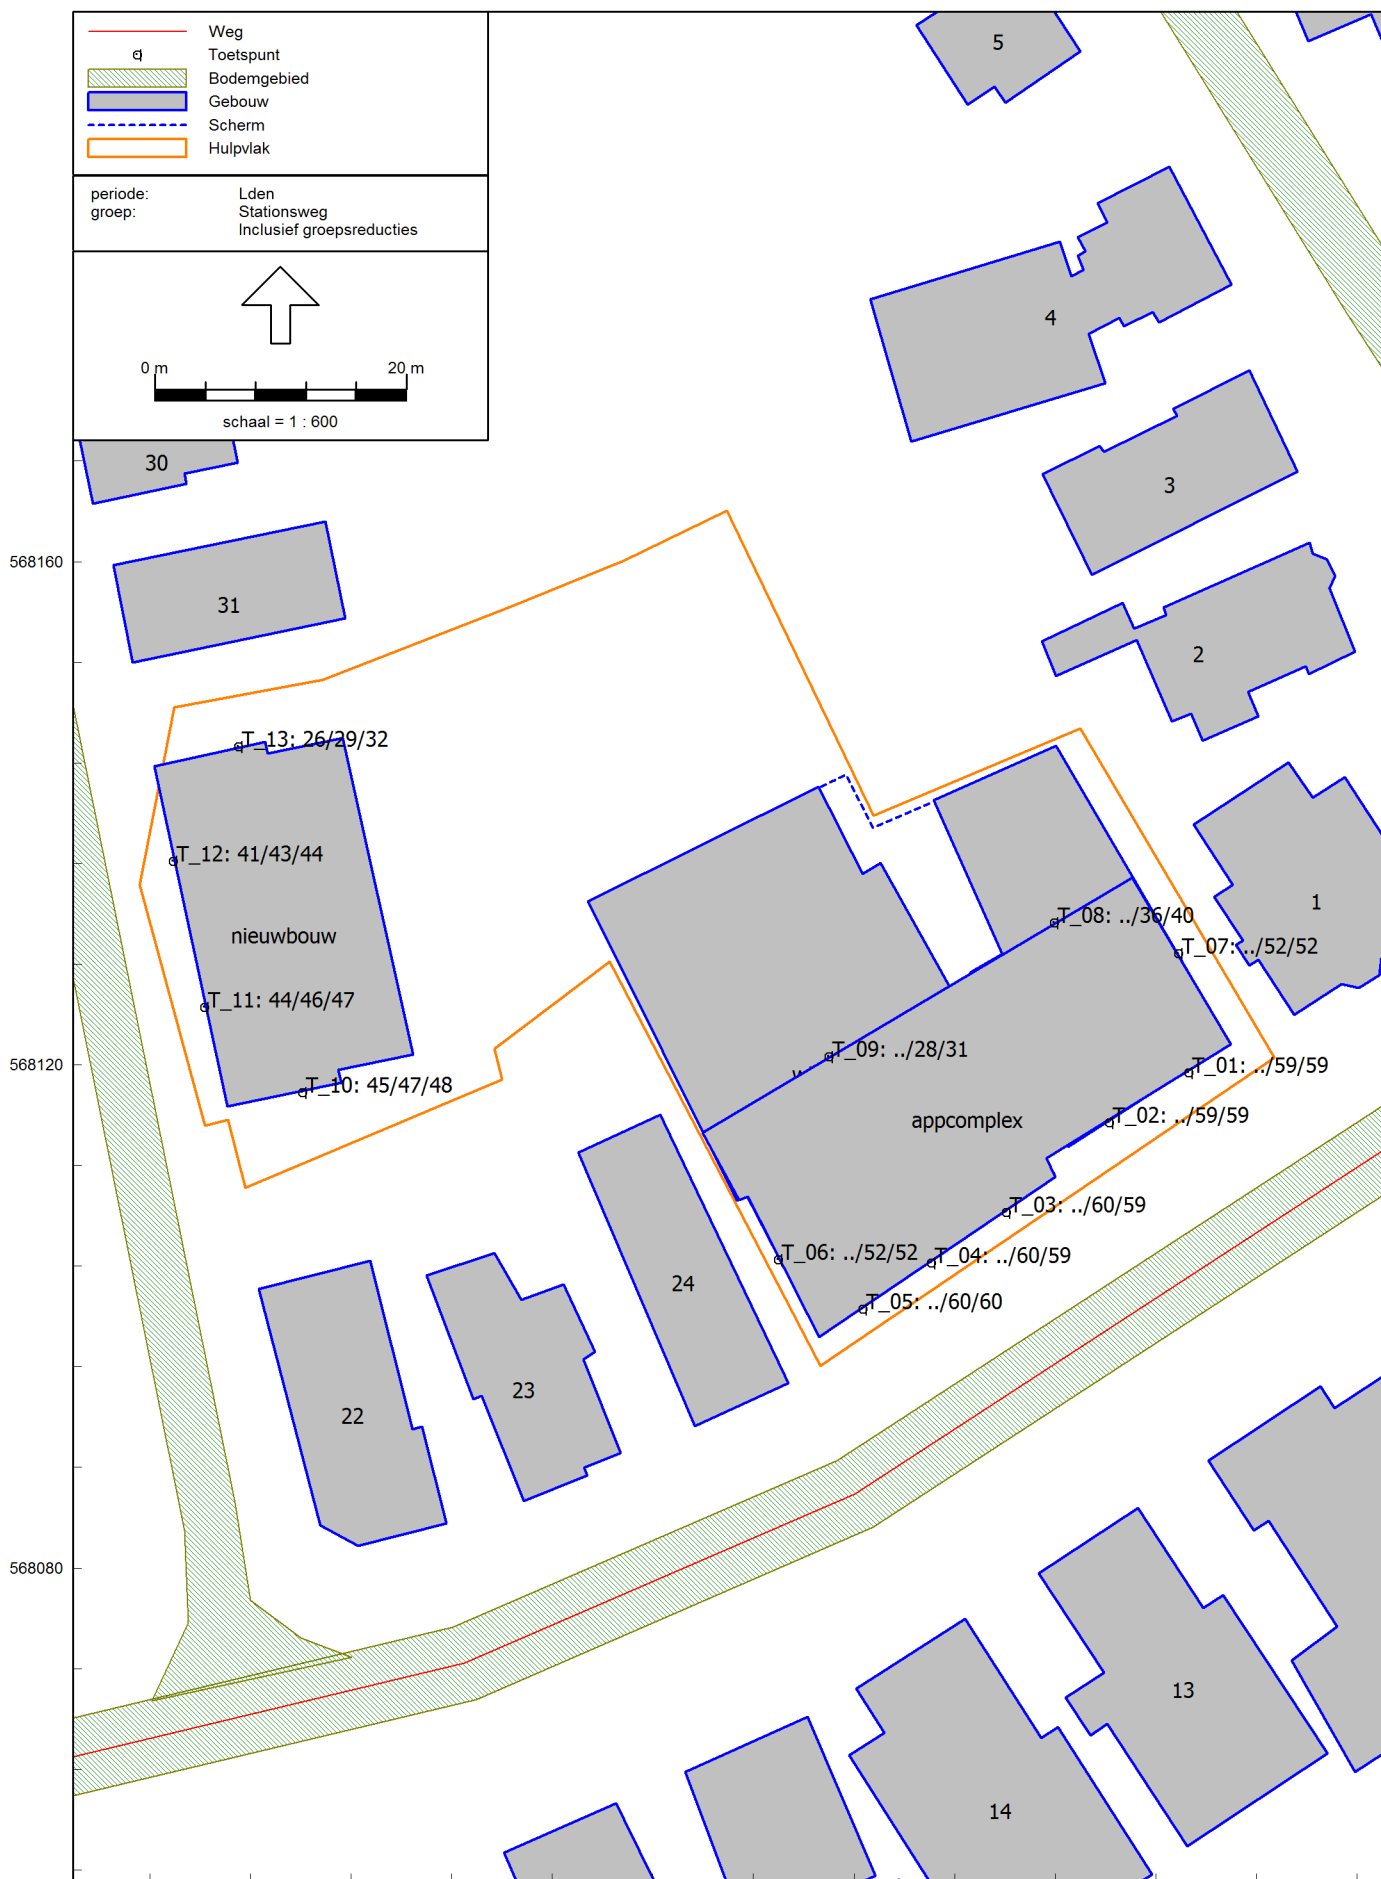 Weg
Toetspunt
Bodemgebied
Gebouw
Scherm
Hulpvlak
periode: Lden
groep: Stationsweg
Inclusief groepsreducties
0 m 20 m
schaal = 1 : 600
5
4
30
3
568160
31
2
T_13: 26/29/32
T_12: 41/43/44
1
T_08: ../36/40
nieuwbouw
T_07: ../52/52
T_11: 44/46/47
T_09: ../28/31
568120
T_01: ../59/59
T_10: 45/47/48
T_02: ../59/59
appcomplex
T_03: ../60/59
T_06: ../52/52
T_04: ../60/59
24
T_05: ../60/60
23
22
568080
13
14